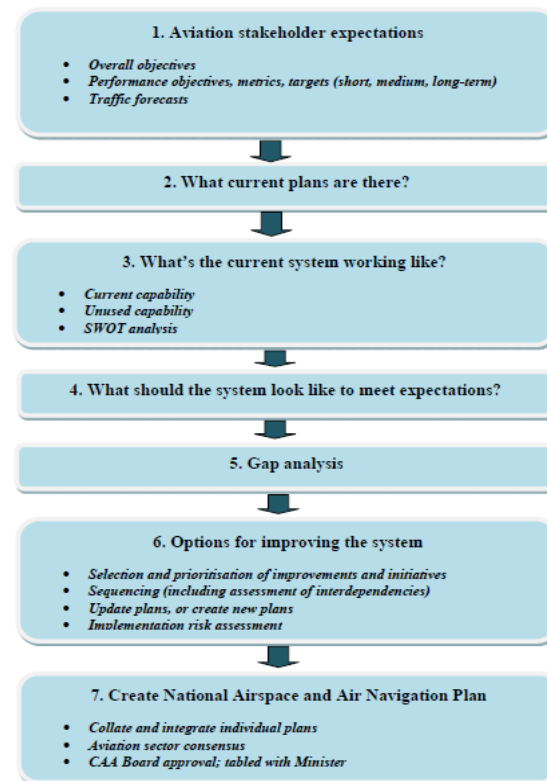 1. Aviation stakeholder expectations
• Overall objectives
• Performance objectives, metrics, targets (short, medium, long-term)
• Traffic forecasts
2. What current plans are there?
3. What's the current system working like?
• Current capability
• Unused capability
• SWOT analysis
4. What should the system look like to meet expectations?
5. Gap analysis
6. Options for improving the system
• Selection and prioritisation of improvements and initiatives
• Sequencing (including assessment of interdependencies)
• Update plans, or create new plans
• Implementation risk assessment
7. Create National Airspace and Air Navigation Plan
• Collate and integrate individual plans
• Aviation sector consensus
• CAA Board approval; tabled with Minister